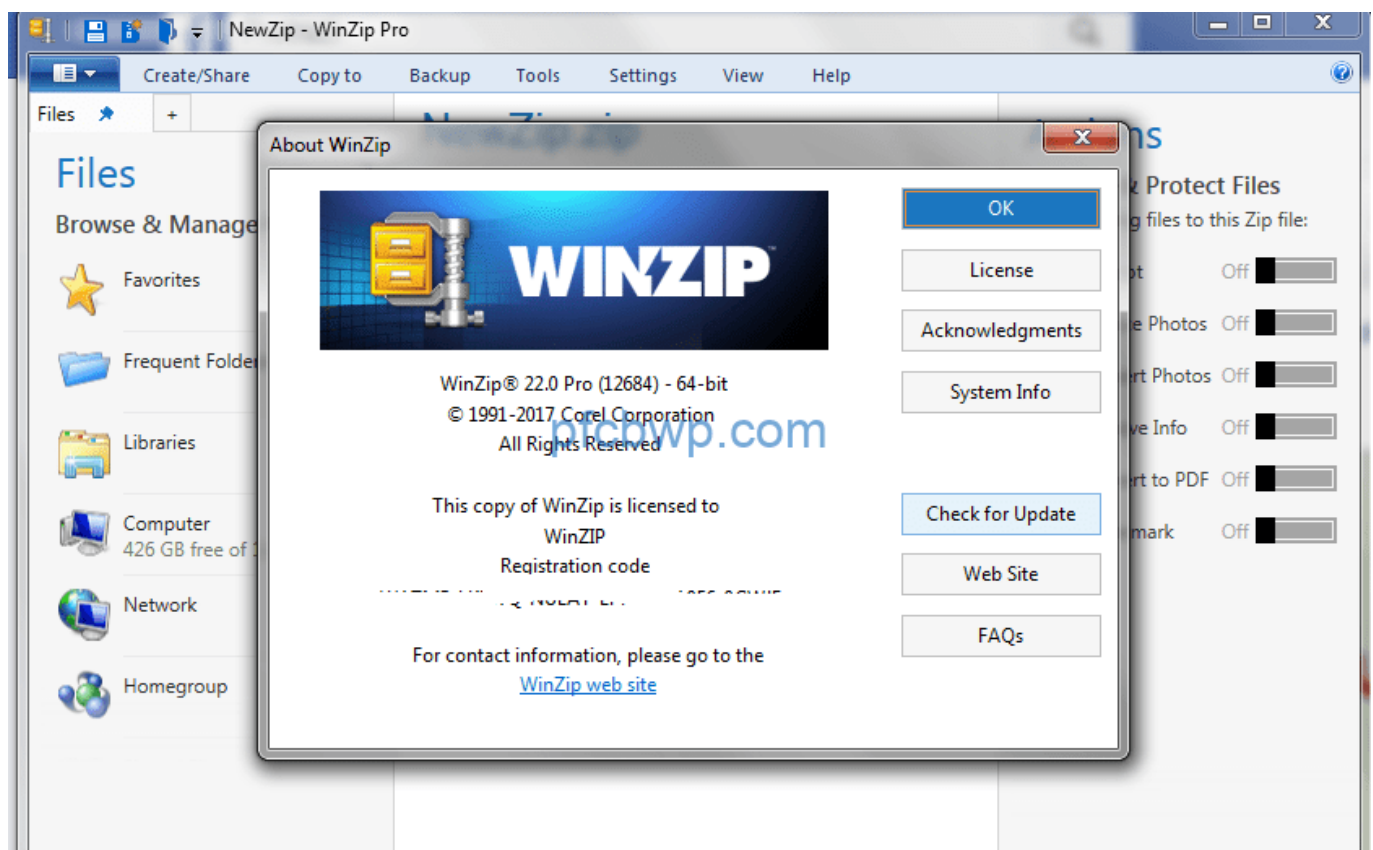 NewZip - WinZip Pro
Create/Share Copy to Backup Tools Settings View Help
Files +
NewZip.zip
About WinZip
Files
Browse & Manage
Favorites
Frequent Folder
Libraries
Computer
426 GB free of
Network
Homegroup
WINZIP
WinZip® 22.0 Pro (12684) - 64-bit
© 1991-2017 Corel Corporation
All Rights Reserved
pfcbwp.com
This copy of WinZip is licensed to
WinZIP
Registration code
For contact information, please go to the
WinZip web site
OK
License
Acknowledgments
System Info
Check for Update
Web Site
FAQs
& Protect Files
files to this Zip file:
Off
Photos Off
Photos Off
Info Off
to PDF Off
Off